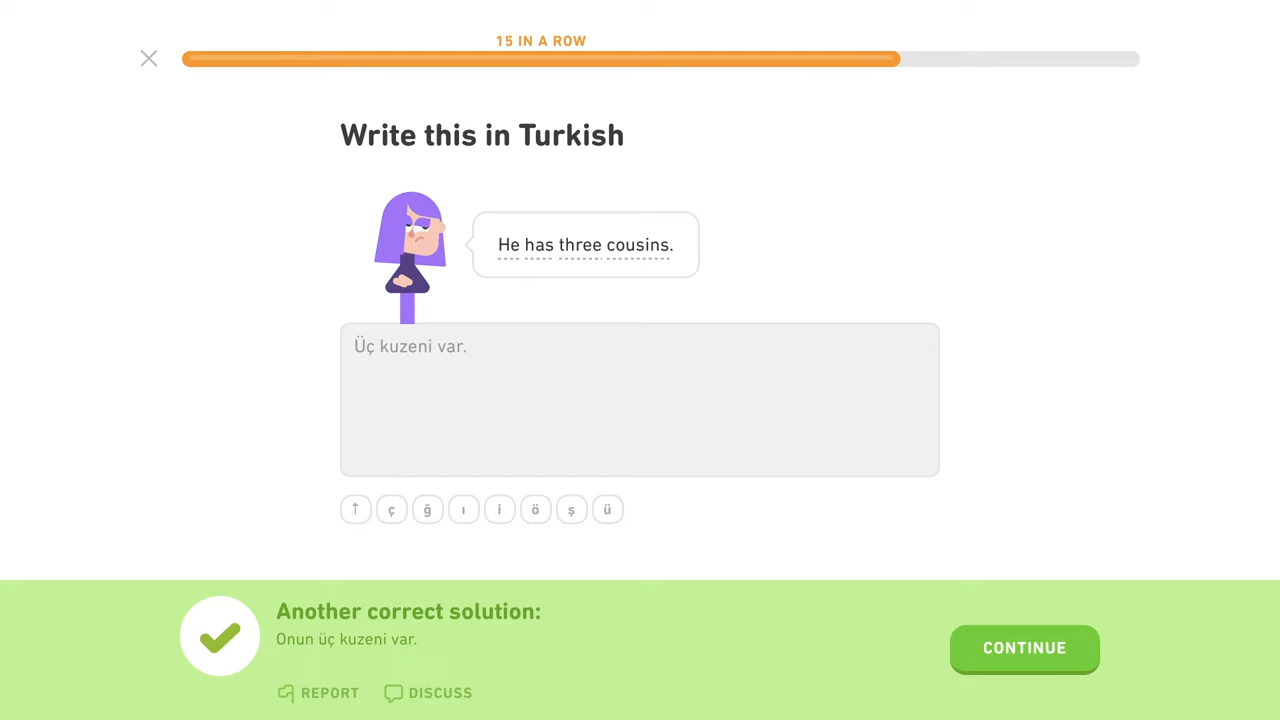 15 IN A ROW
Write this in Turkish
He has three cousins.
Üç kuzeni var.
↑ ç ğ ı i ö ş ü
Another correct solution:
Onun üç kuzeni var.
CONTINUE
REPORT DISCUSS